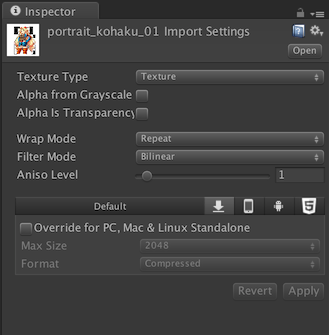 Inspector
portrait_kohaku_01 Import Settings
Open
Texture Type Texture
Alpha from Grayscale
Alpha Is Transparency
Wrap Mode Repeat
Filter Mode Bilinear
Aniso Level 1
Default
Override for PC, Mac & Linux Standalone
Max Size 2048
Format Compressed
Revert Apply